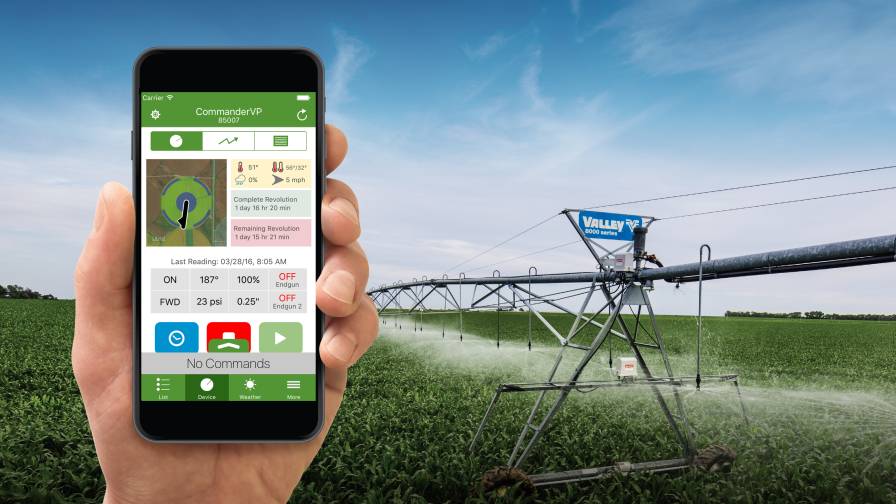 Carrier
CommanderVP
85007
51° 56°/32°
0% 5 mph
Complete Revolution
1 day 16 hr 20 min
Remaining Revolution
1 day 15 hr 21 min
Last Reading: 03/28/16, 8:05 AM
ON 187° 100% OFF
Endgun
FWD 23 psi 0.25" OFF
Endgun 2
No Commands
List Device Weather More
VALLEY
8000 series